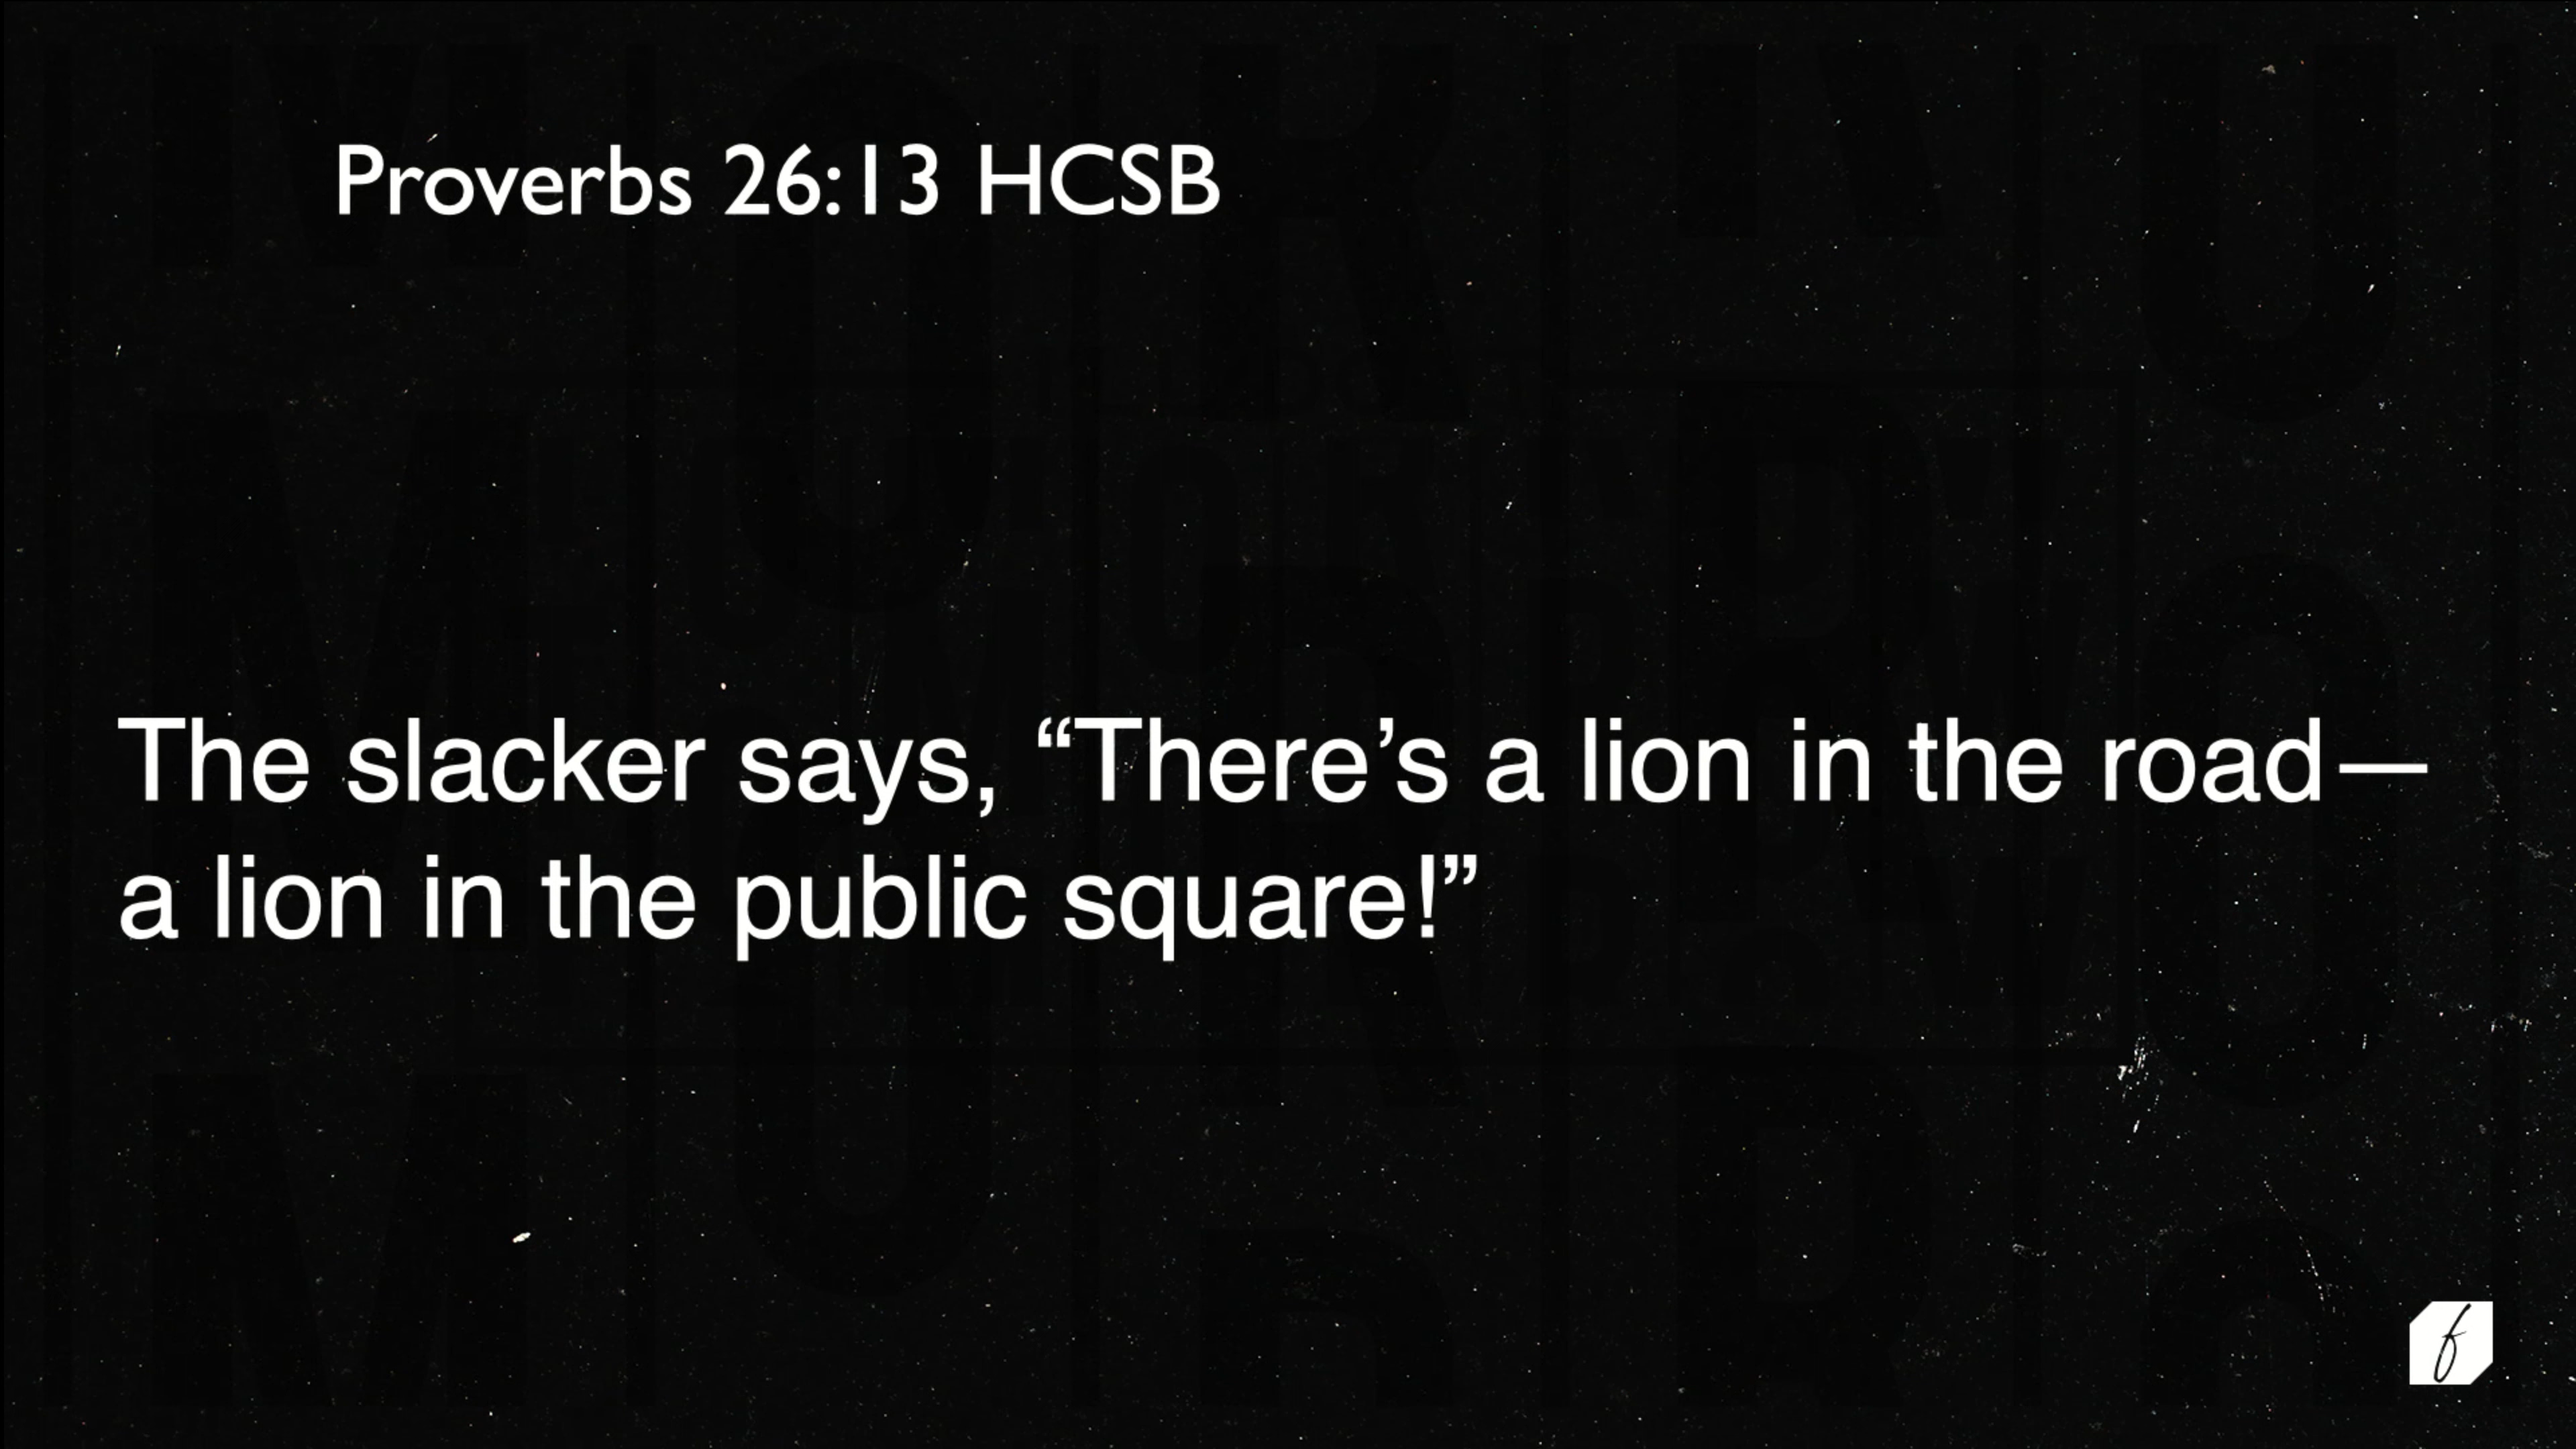 Proverbs 26:13 HCSB
The slacker says, “There’s a lion in the road—
a lion in the public square!”
f